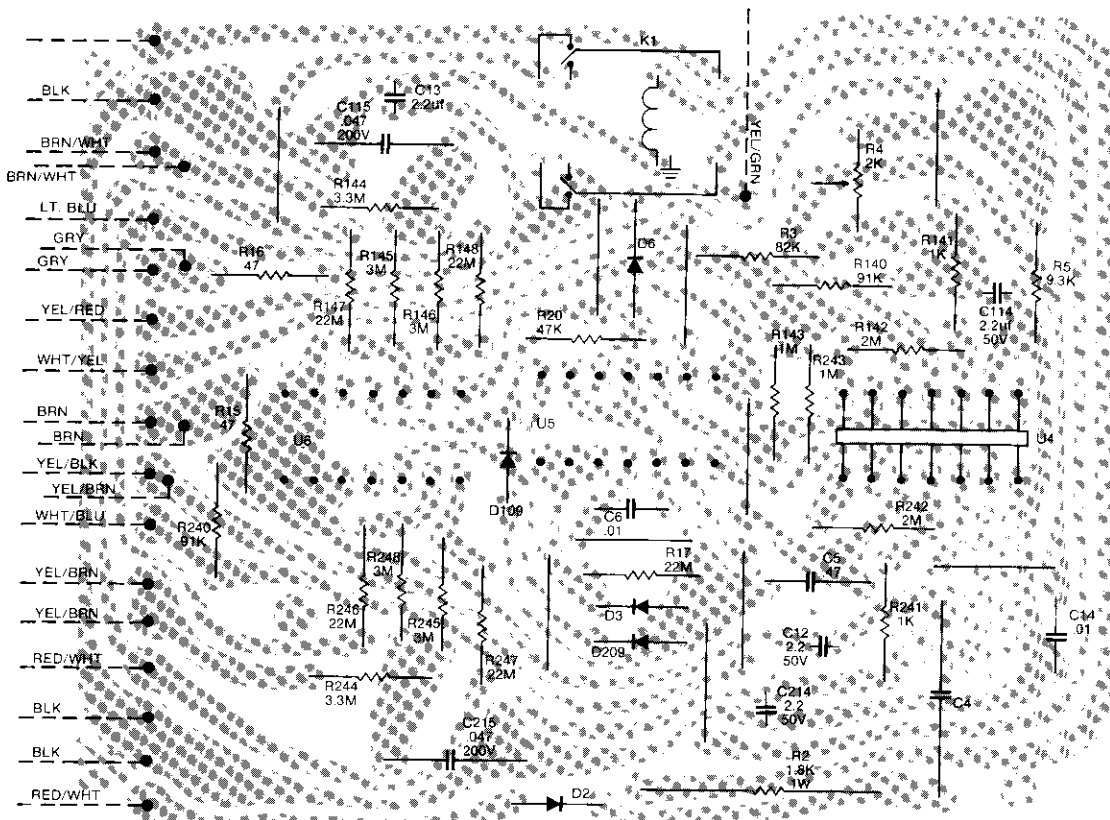 K1
BLK
C13
2.2uf
C115
.047
200V
BRN/WHT
BRN/WHT
YEL/GRN
R4
2K
R144
3.3M
LT. BLU
GRY
GRY
R16
47
R145
3M
R148
22M
D6
R3
82K
R141
1K
R140
91K
R5
9.3K
YEL/RED
R147
22M
R146
3M
R20
47K
C114
2.2uf
50V
R143
1M
R142
2M
R243
1M
WHT/YEL
BRN
BRN
R15
47
U6
U5
U4
YEL/BLK
YEL/BRN
D109
WHT/BLU
R240
91K
C6
.01
R242
2M
R248
3M
R17
22M
C5
.47
YEL/BRN
YEL/BRN
R246
22M
R245
3M
D3
R241
1K
C14
.01
D209
C12
2.2
50V
RED/WHT
R244
3.3M
R247
22M
C214
2.2
50V
C4
BLK
C215
.047
200V
BLK
R2
1.8K
1W
RED/WHT
D2